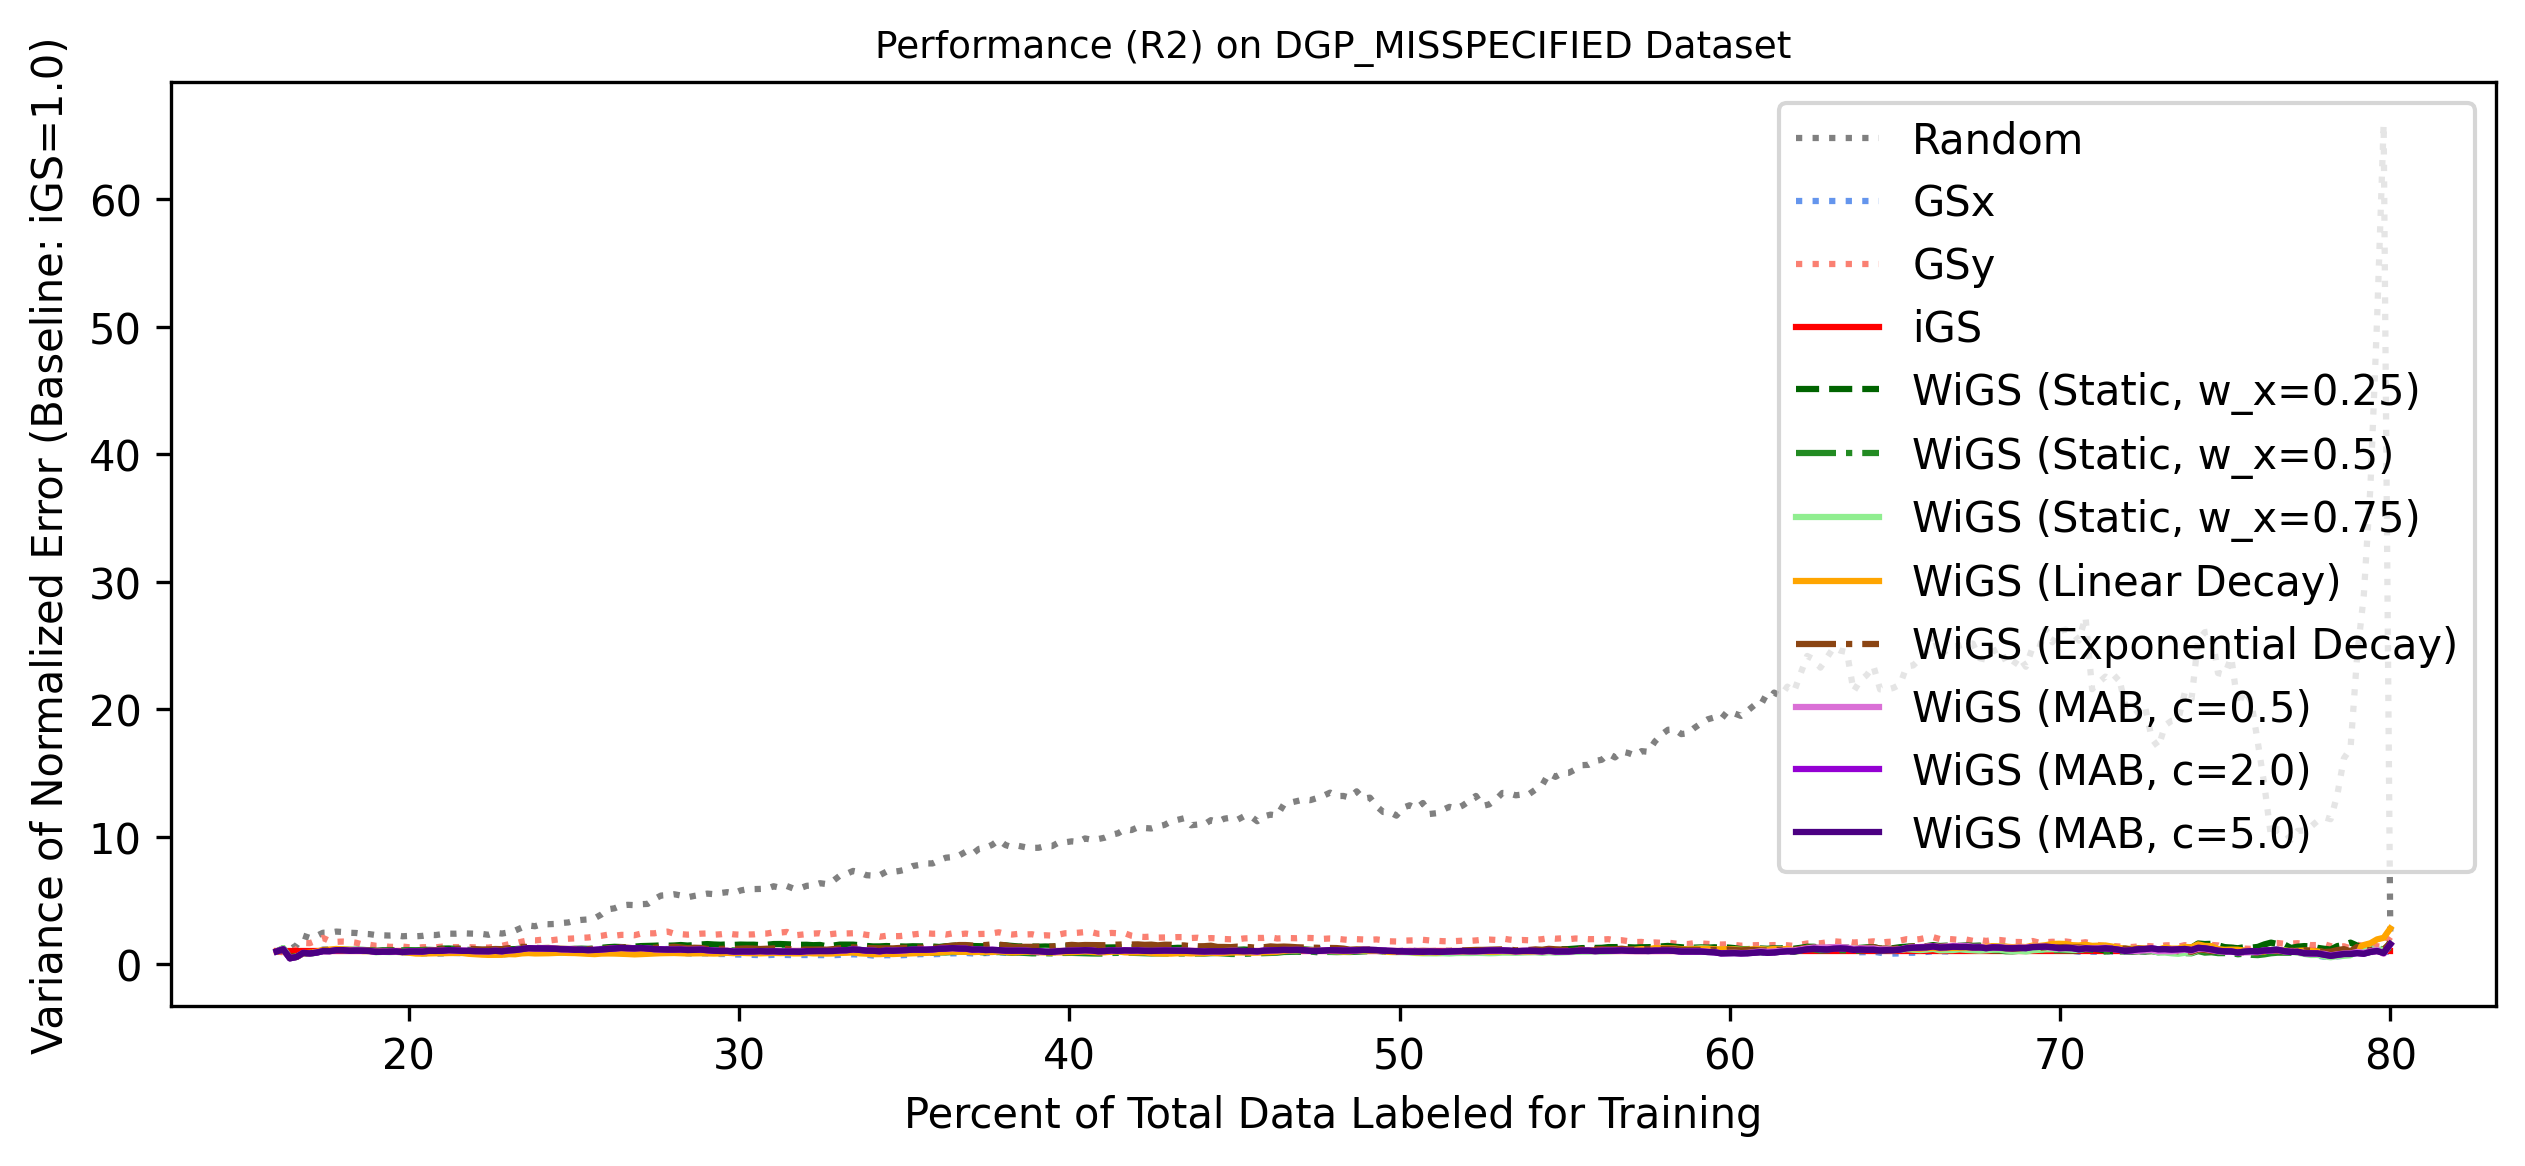 Performance (R2) on DGP_MISSPECIFIED Dataset
Variance of Normalized Error (Baseline: iGS=1.0)
60
50
40
30
20
10
0
Random
GSx
GSy
iGS
WiGS (Static, w_x=0.25)
WiGS (Static, w_x=0.5)
WiGS (Static, w_x=0.75)
WiGS (Linear Decay)
WiGS (Exponential Decay)
WiGS (MAB, c=0.5)
WiGS (MAB, c=2.0)
WiGS (MAB, c=5.0)
20 30 40 50 60 70 80
Percent of Total Data Labeled for Training